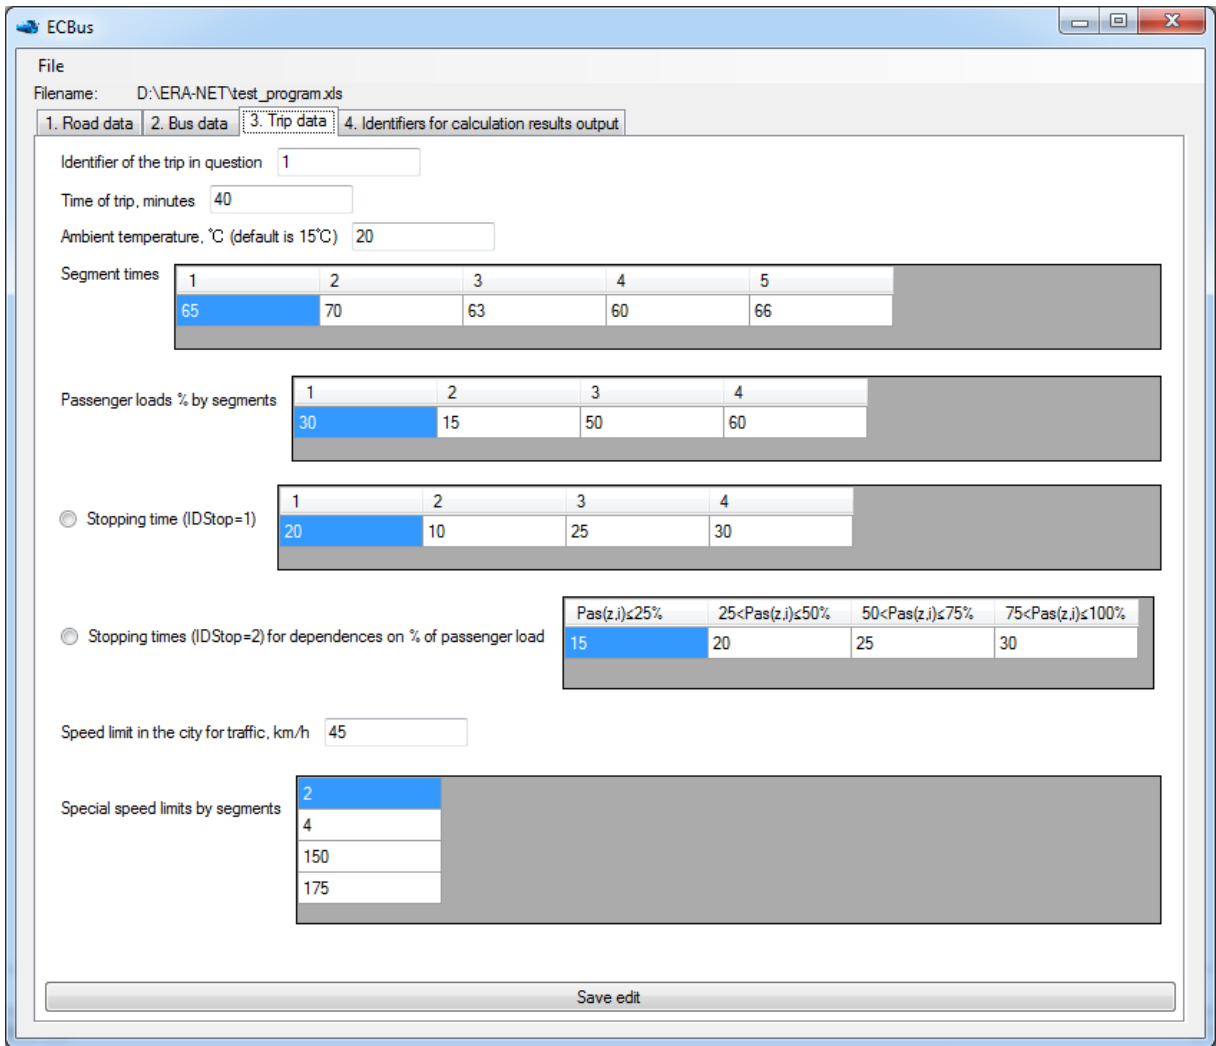 ECBus
File
Filename: D:\ERA-NET\test_program.xls
1. Road data 2. Bus data 3. Trip data 4. Identifiers for calculation results output
Identifier of the trip in question 1
Time of trip, minutes 40
Ambient temperature, °C (default is 15°C) 20
Segment times 1 2 3 4 5
65 70 63 60 66
Passenger loads % by segments 1 2 3 4
30 15 50 60
Stopping time (IDStop=1) 1 2 3 4
20 10 25 30
Pas(z,i)≤25% 25<Pas(z,i)≤50% 50<Pas(z,i)≤75% 75<Pas(z,i)≤100%
Stopping times (IDStop=2) for dependences on % of passenger load 15 20 25 30
Speed limit in the city for traffic, km/h 45
Special speed limits by segments 2
4
150
175
Save edit